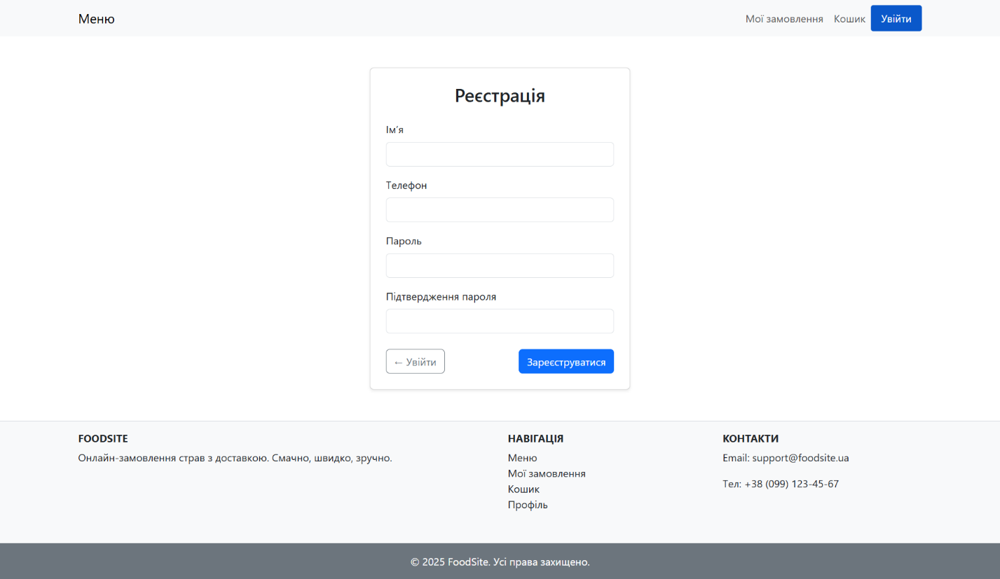 Меню
Мої замовлення Кошик Увійти
Реєстрація
Ім’я
Телефон
Пароль
Підтвердження пароля
← Увійти Зареєструватися
FOODSITE
Онлайн-замовлення страв з доставкою. Смачно, швидко, зручно.
НАВІГАЦІЯ
Меню
Мої замовлення
Кошик
Профіль
КОНТАКТИ
Email: support@foodsite.ua
Тел: +38 (099) 123-45-67
© 2025 FoodSite. Усі права захищено.